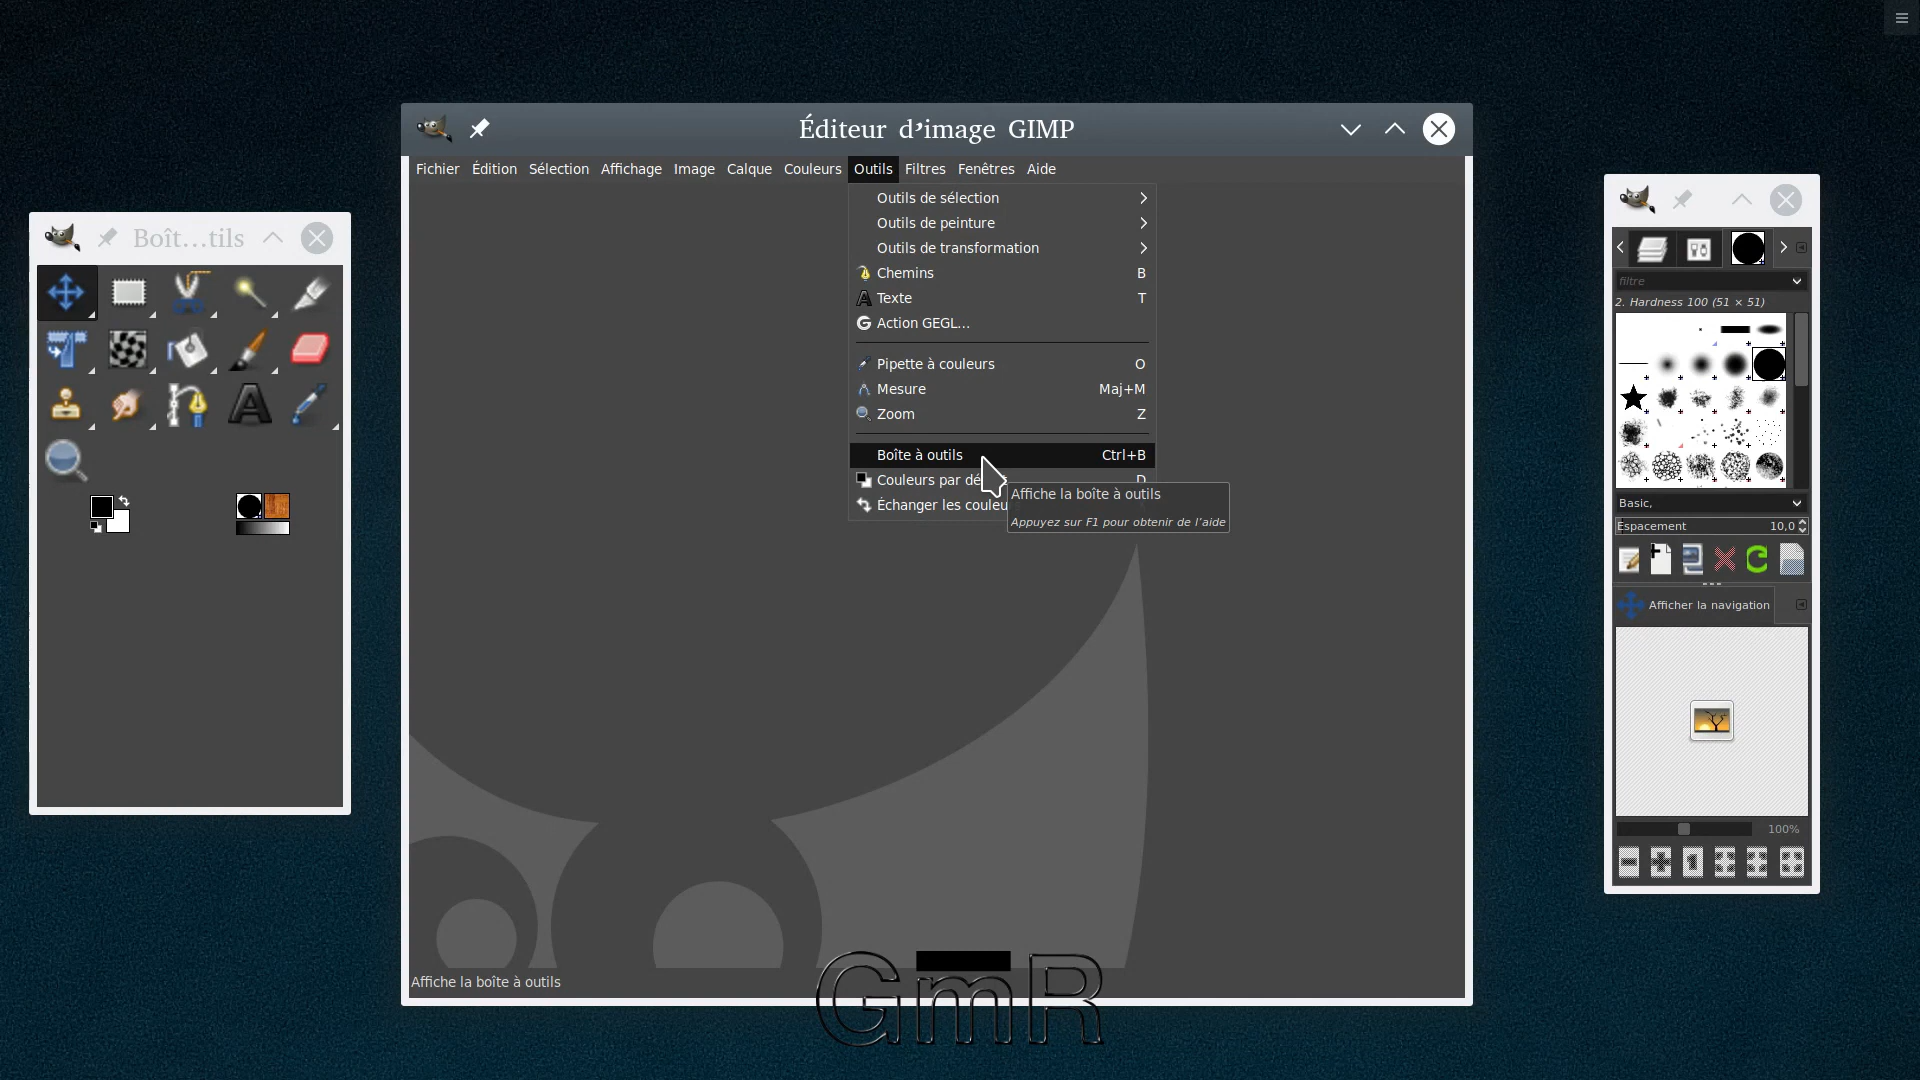 Éditeur d’image GIMP
Fichier Édition Sélection Affichage Image Calque Couleurs Outils Filtres Fenêtres Aide
Outils de sélection
Outils de peinture
Outils de transformation
Chemins B
Texte T
Action GEGL...
Pipette à couleurs O
Mesure Maj+M
Zoom Z
Boîte à outils Ctrl+B
Couleurs par D
Échanger les
Affiche la boîte à outils
Appuyez sur F1 pour obtenir de l’aide
Affiche la boîte à outils
Boît...tils
filtre
2. Hardness 100 (51 × 51)
Basic,
Espacement 10,0
Afficher la navigation
100%
GmR